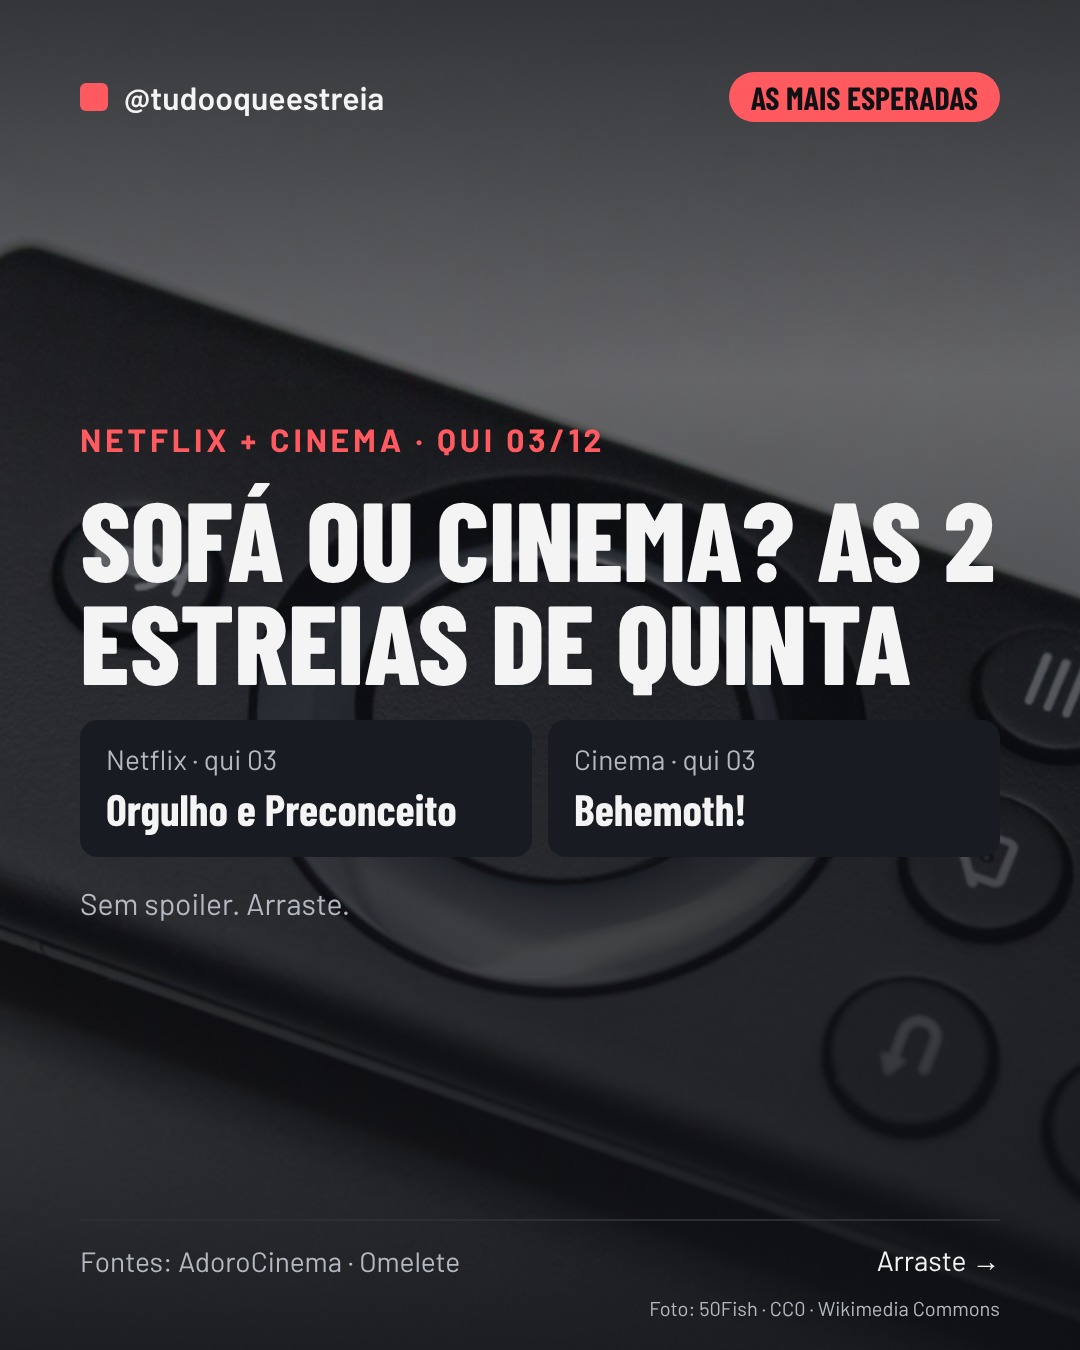 @tudooqueestreia
AS MAIS ESPERADAS
NETFLIX + CINEMA · QUI 03/12
SOFÁ OU CINEMA? AS 2
ESTREIAS DE QUINTA
Netflix · qui 03
Orgulho e Preconceito
Cinema · qui 03
Behemoth!
Sem spoiler. Arraste.
Fontes: AdoroCinema · Omelete
Arraste →
Foto: 50Fish · CC0 · Wikimedia Commons